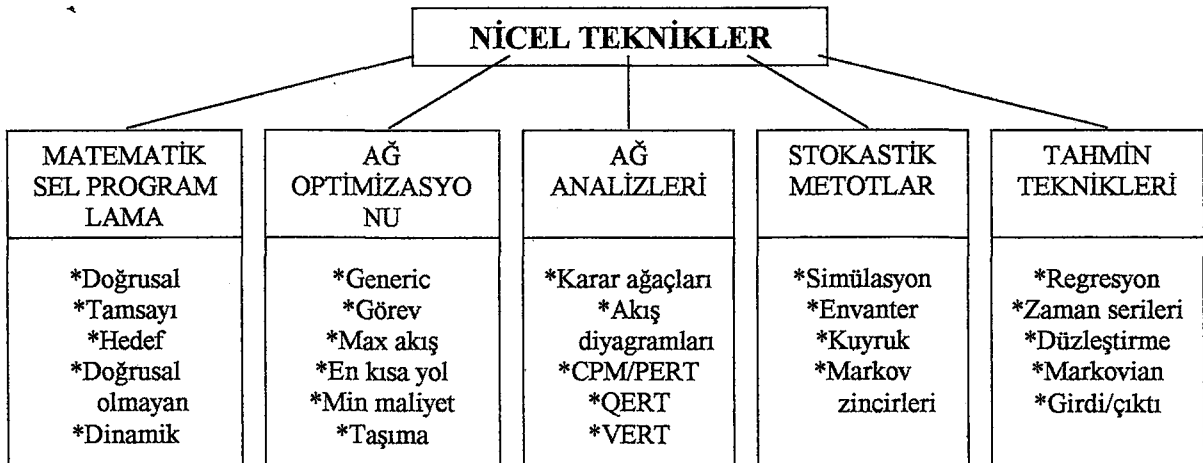 NİCEL TEKNİKLER
MATEMATİK
SEL PROGRAM
LAMA
*Doğrusal
*Tamsayı
*Hedef
*Doğrusal
olmayan
*Dinamik
AĞ
OPTİMİZASYO
NU
*Generic
*Görev
*Max akış
*En kısa yol
*Min maliyet
*Taşıma
AĞ
ANALİZLERİ
*Karar ağaçları
*Akış
diyagramları
*CPM/PERT
*QERT
*VERT
STOKASTİK
METOTLAR
*Simülasyon
*Envanter
*Kuyruk
*Markov
zincirleri
TAHMİN
TEKNİKLERİ
*Regresyon
*Zaman serileri
*Düzleştirme
*Markovian
*Girdi/çıktı